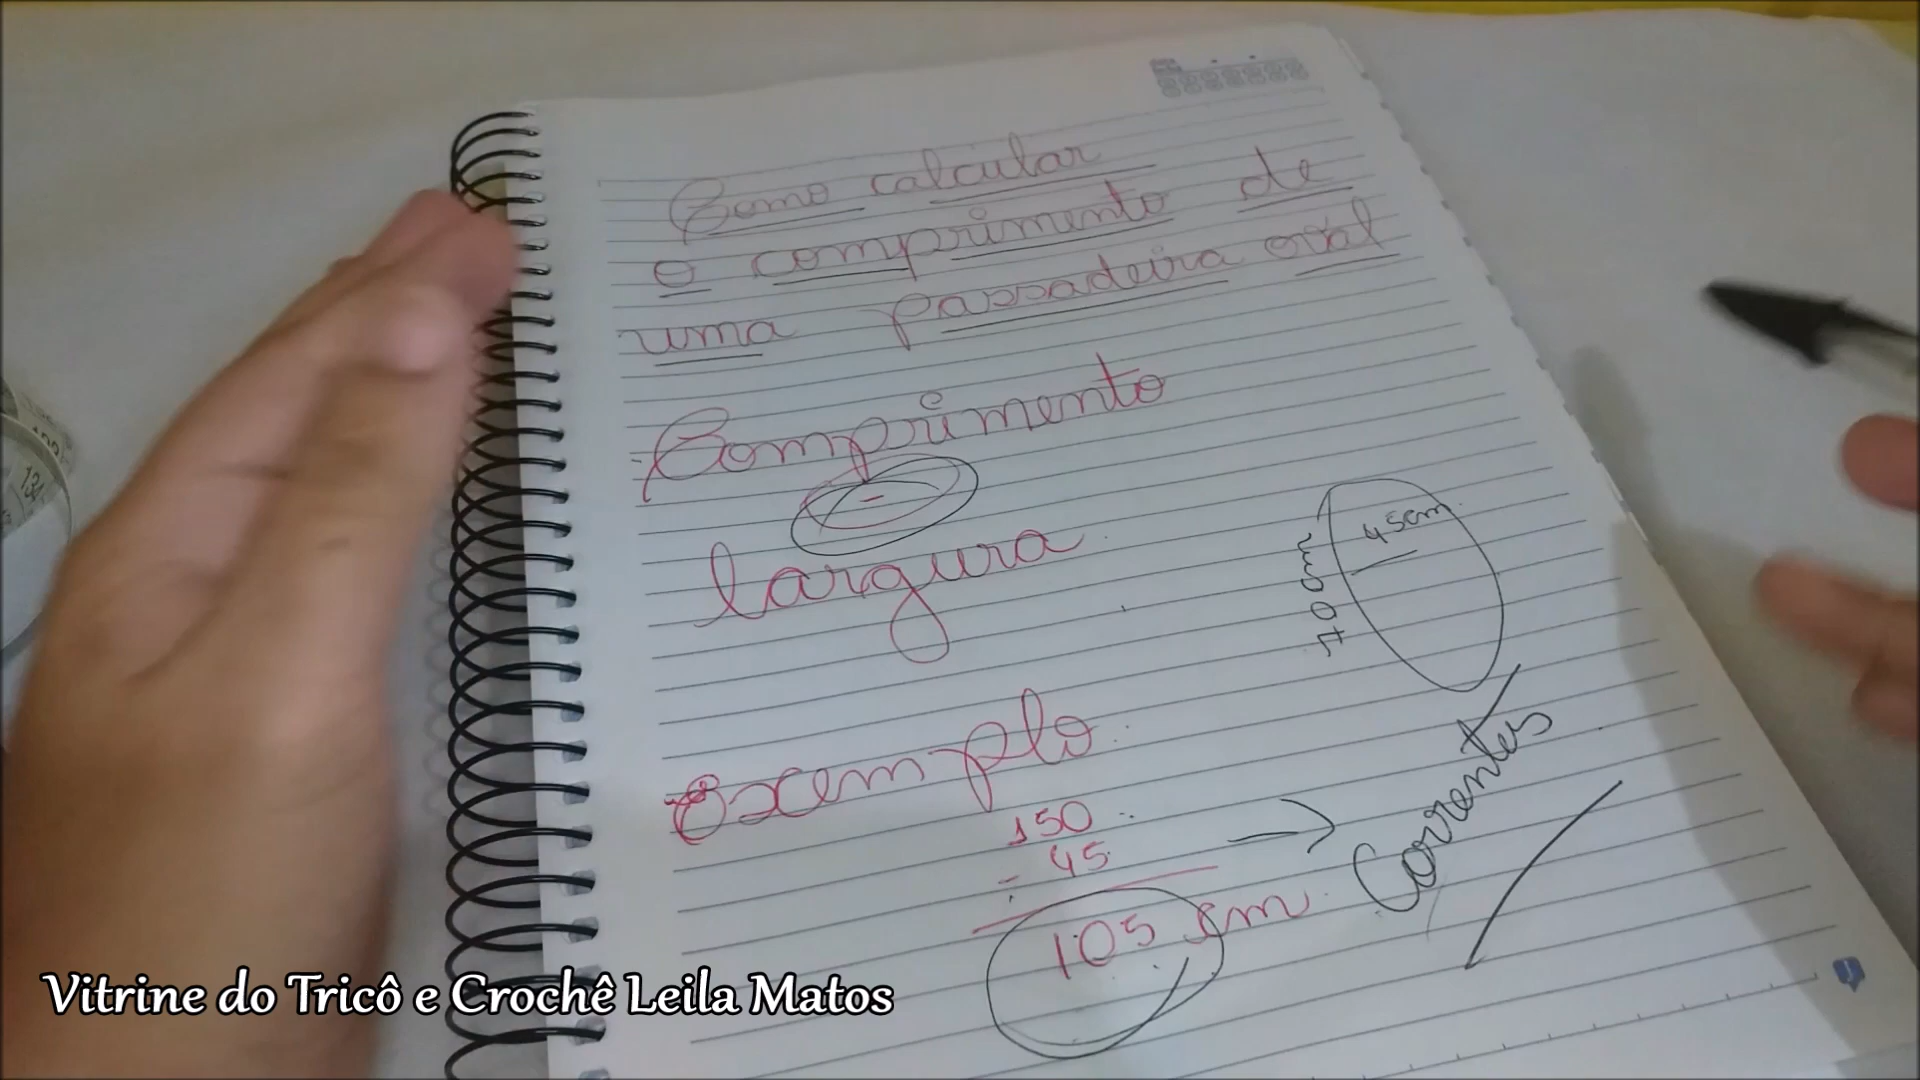 Como calcular
o comprimento de
uma passadeira oval
Comprimento
-
largura
45cm
70cm
Exemplo
150
- 45
105 cm
Correntes
134
Vitrine do Tricô e Crochê Leila Matos